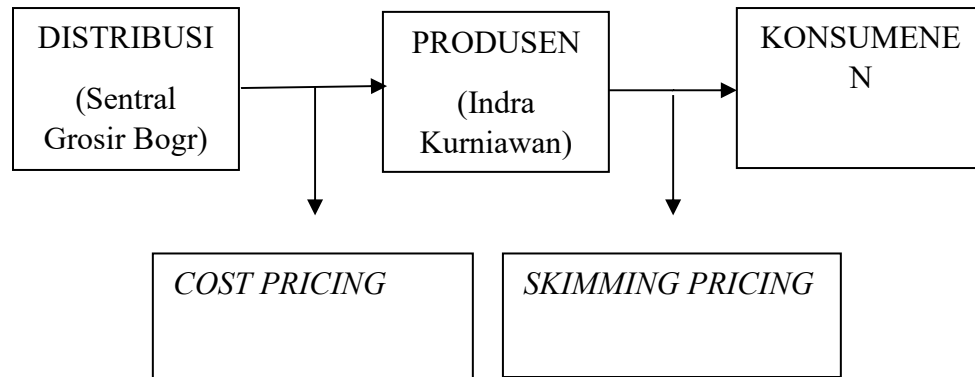 DISTRIBUSI
(Sentral
Grosir Bogr)
PRODUSEN
(Indra
Kurniawan)
KONSUMENE
N
COST PRICING
SKIMMING PRICING